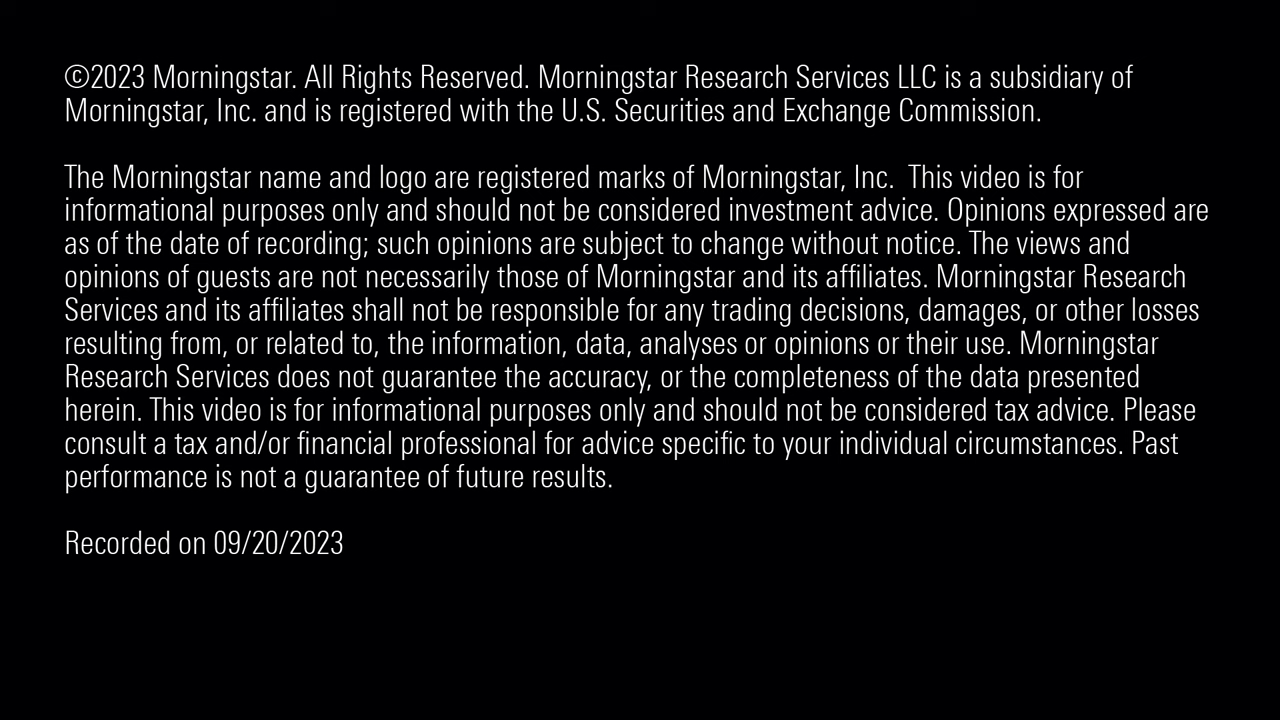 ©2023 Morningstar. All Rights Reserved. Morningstar Research Services LLC is a subsidiary of
Morningstar, Inc. and is registered with the U.S. Securities and Exchange Commission.
The Morningstar name and logo are registered marks of Morningstar, Inc.  This video is for
informational purposes only and should not be considered investment advice. Opinions expressed are
as of the date of recording; such opinions are subject to change without notice. The views and
opinions of guests are not necessarily those of Morningstar and its affiliates. Morningstar Research
Services and its affiliates shall not be responsible for any trading decisions, damages, or other losses
resulting from, or related to, the information, data, analyses or opinions or their use. Morningstar
Research Services does not guarantee the accuracy, or the completeness of the data presented
herein. This video is for informational purposes only and should not be considered tax advice. Please
consult a tax and/or financial professional for advice specific to your individual circumstances. Past
performance is not a guarantee of future results.
Recorded on 09/20/2023